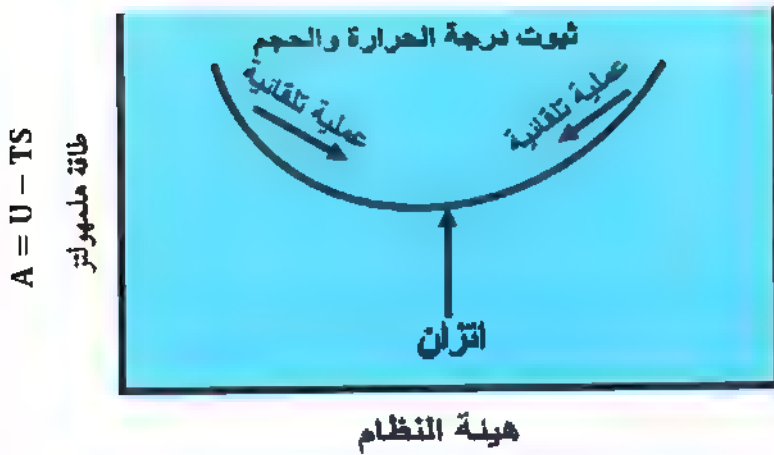 ثبوت درجة الحرارة والحجم
عملية تلقائية
عملية تلقائية
A = U − TS
طاقة هلمهولتز
اتزان
هيئة النظام